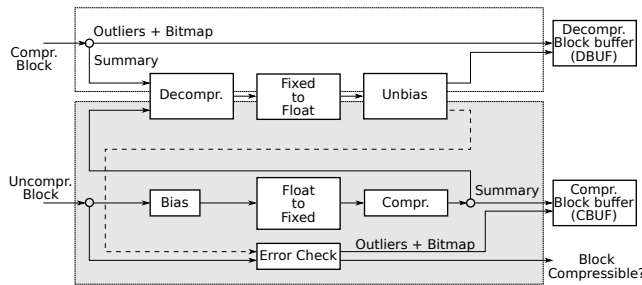 Outliers + Bitmap
Compr.
Block
Summary
Decompr.
Block buffer
(DBUF)
Decompr.
Fixed
to
Float
Unbias
Uncompr.
Block
Bias
Float
to
Fixed
Compr.
Summary
Compr.
Block buffer
(CBUF)
Outliers + Bitmap
Error Check
Block
Compressible?